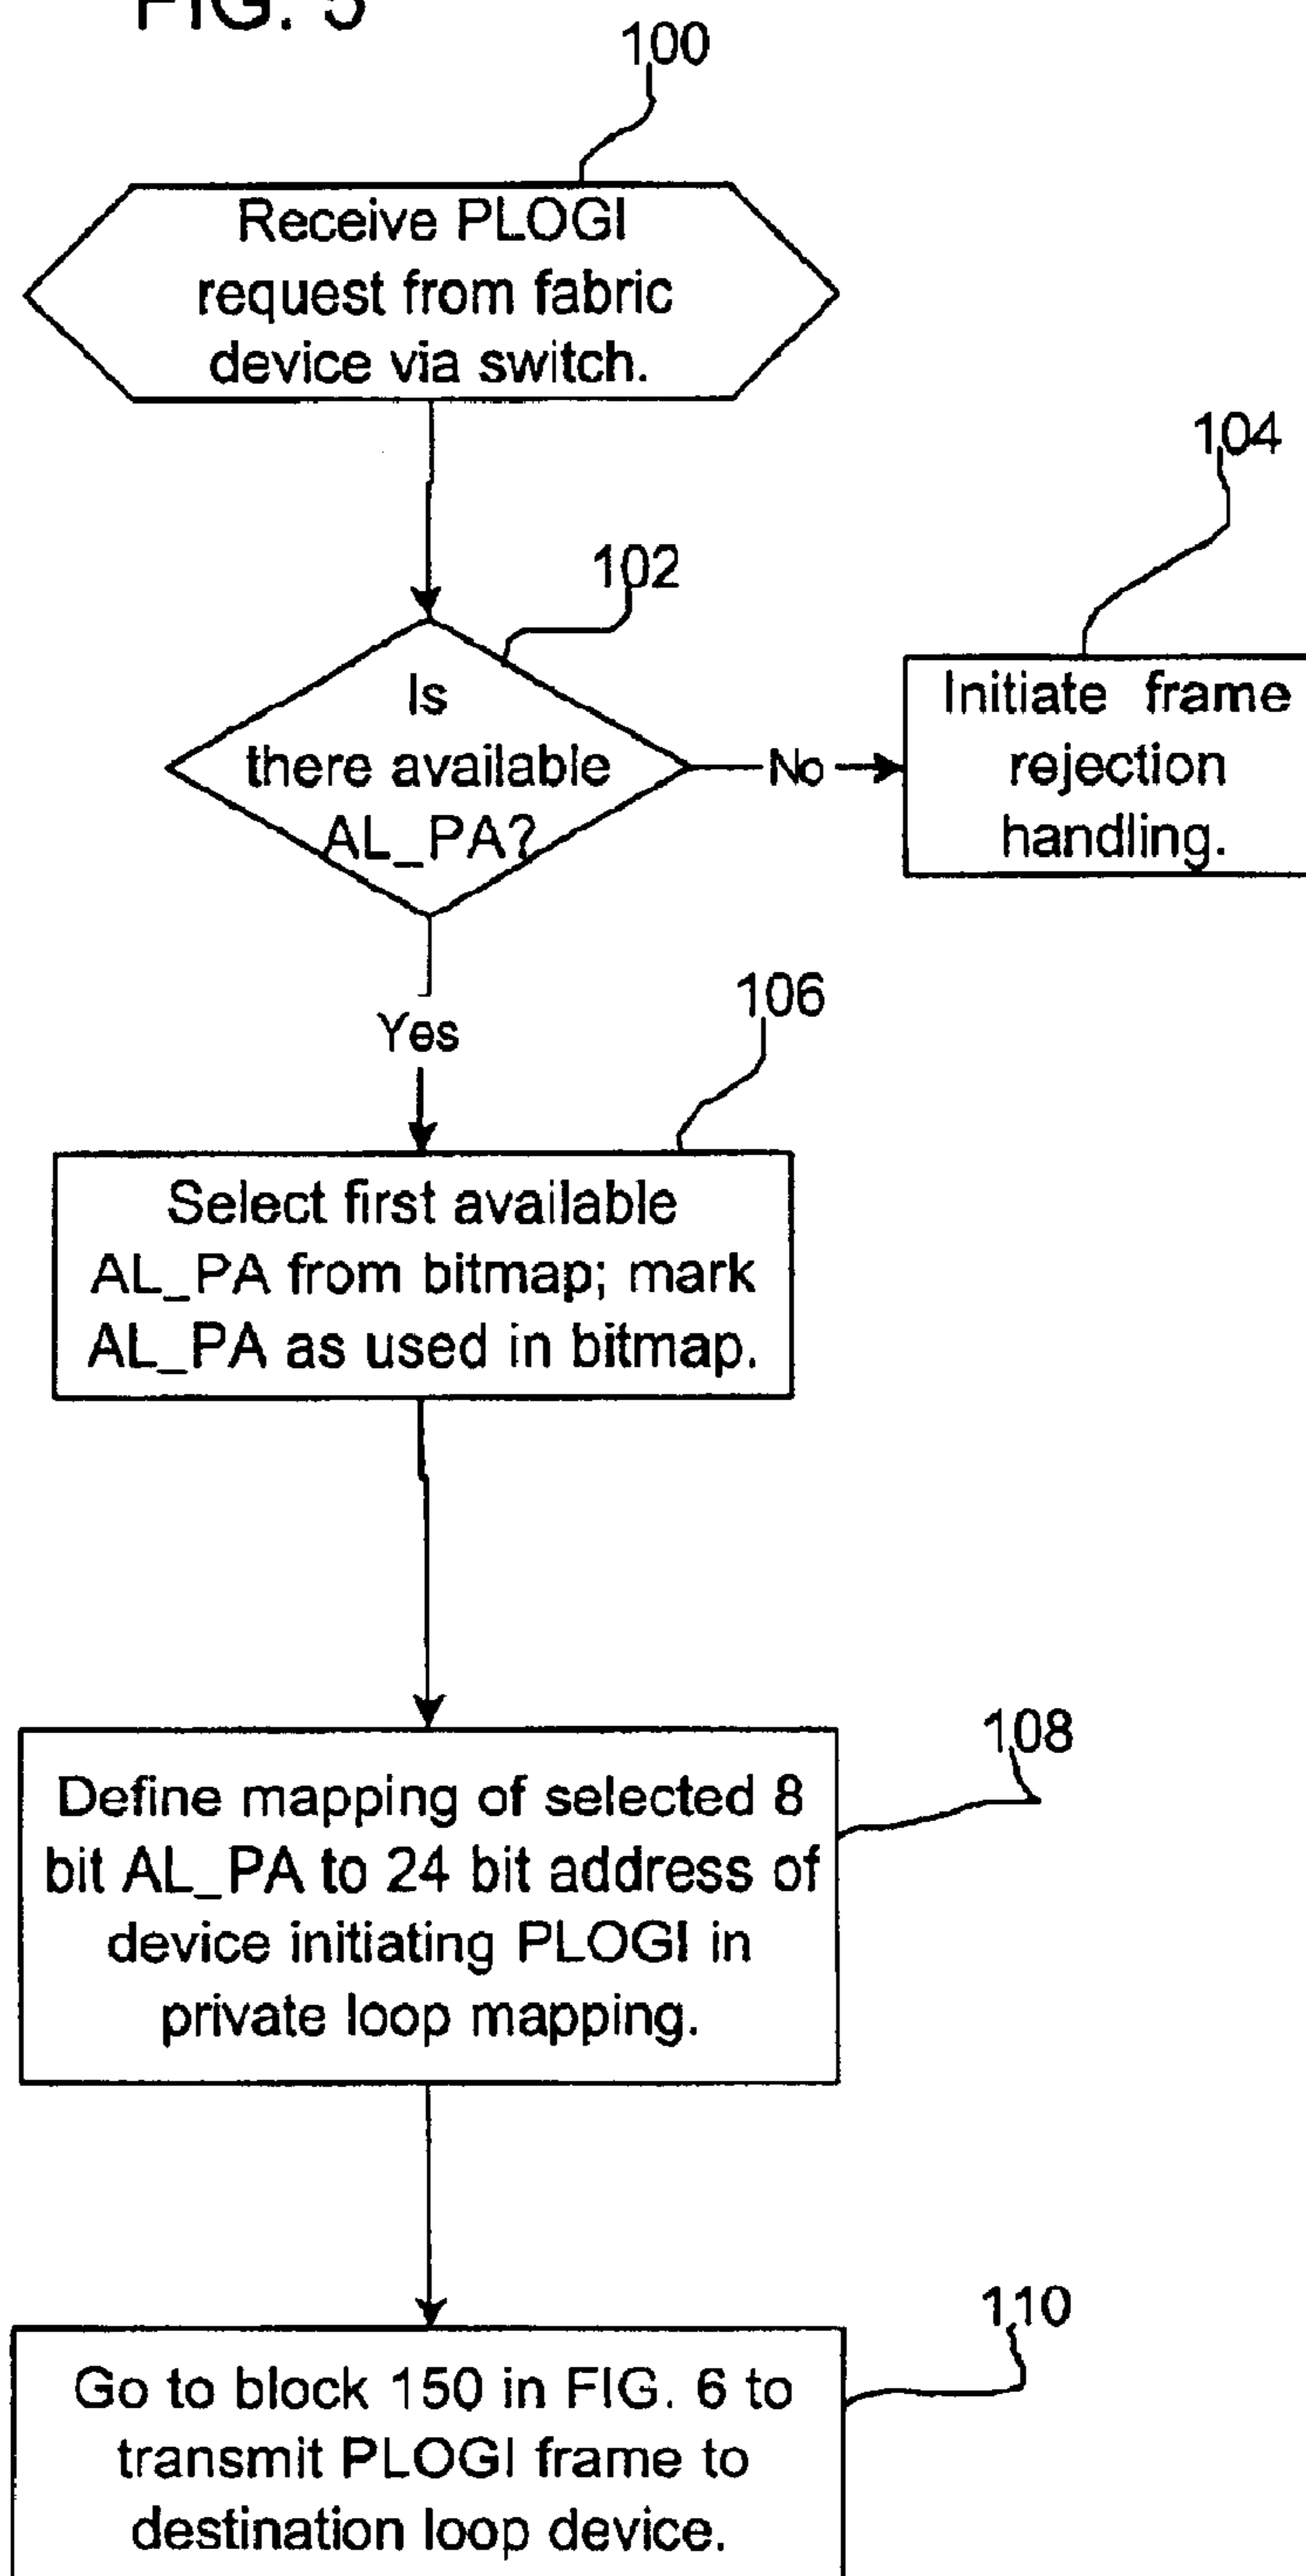 FIG. 5
100
Receive PLOGI
request from fabric
device via switch.
102
104
Is
there available
AL_PA?
No
Initiate frame
rejection
handling.
Yes
106
Select first available
AL_PA from bitmap; mark
AL_PA as used in bitmap.
108
Define mapping of selected 8
bit AL_PA to 24 bit address of
device initiating PLOGI in
private loop mapping.
110
Go to block 150 in FIG. 6 to
transmit PLOGI frame to
destination loop device.